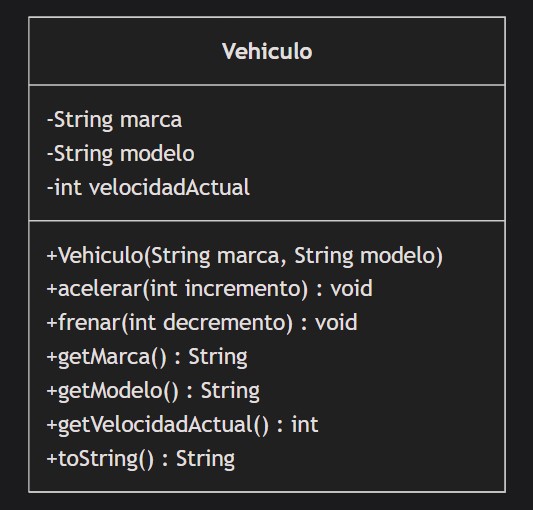 Vehiculo
-String marca
-String modelo
-int velocidadActual
+Vehiculo(String marca, String modelo)
+acelerar(int incremento) : void
+frenar(int decremento) : void
+getMarca() : String
+getModelo() : String
+getVelocidadActual() : int
+toString() : String